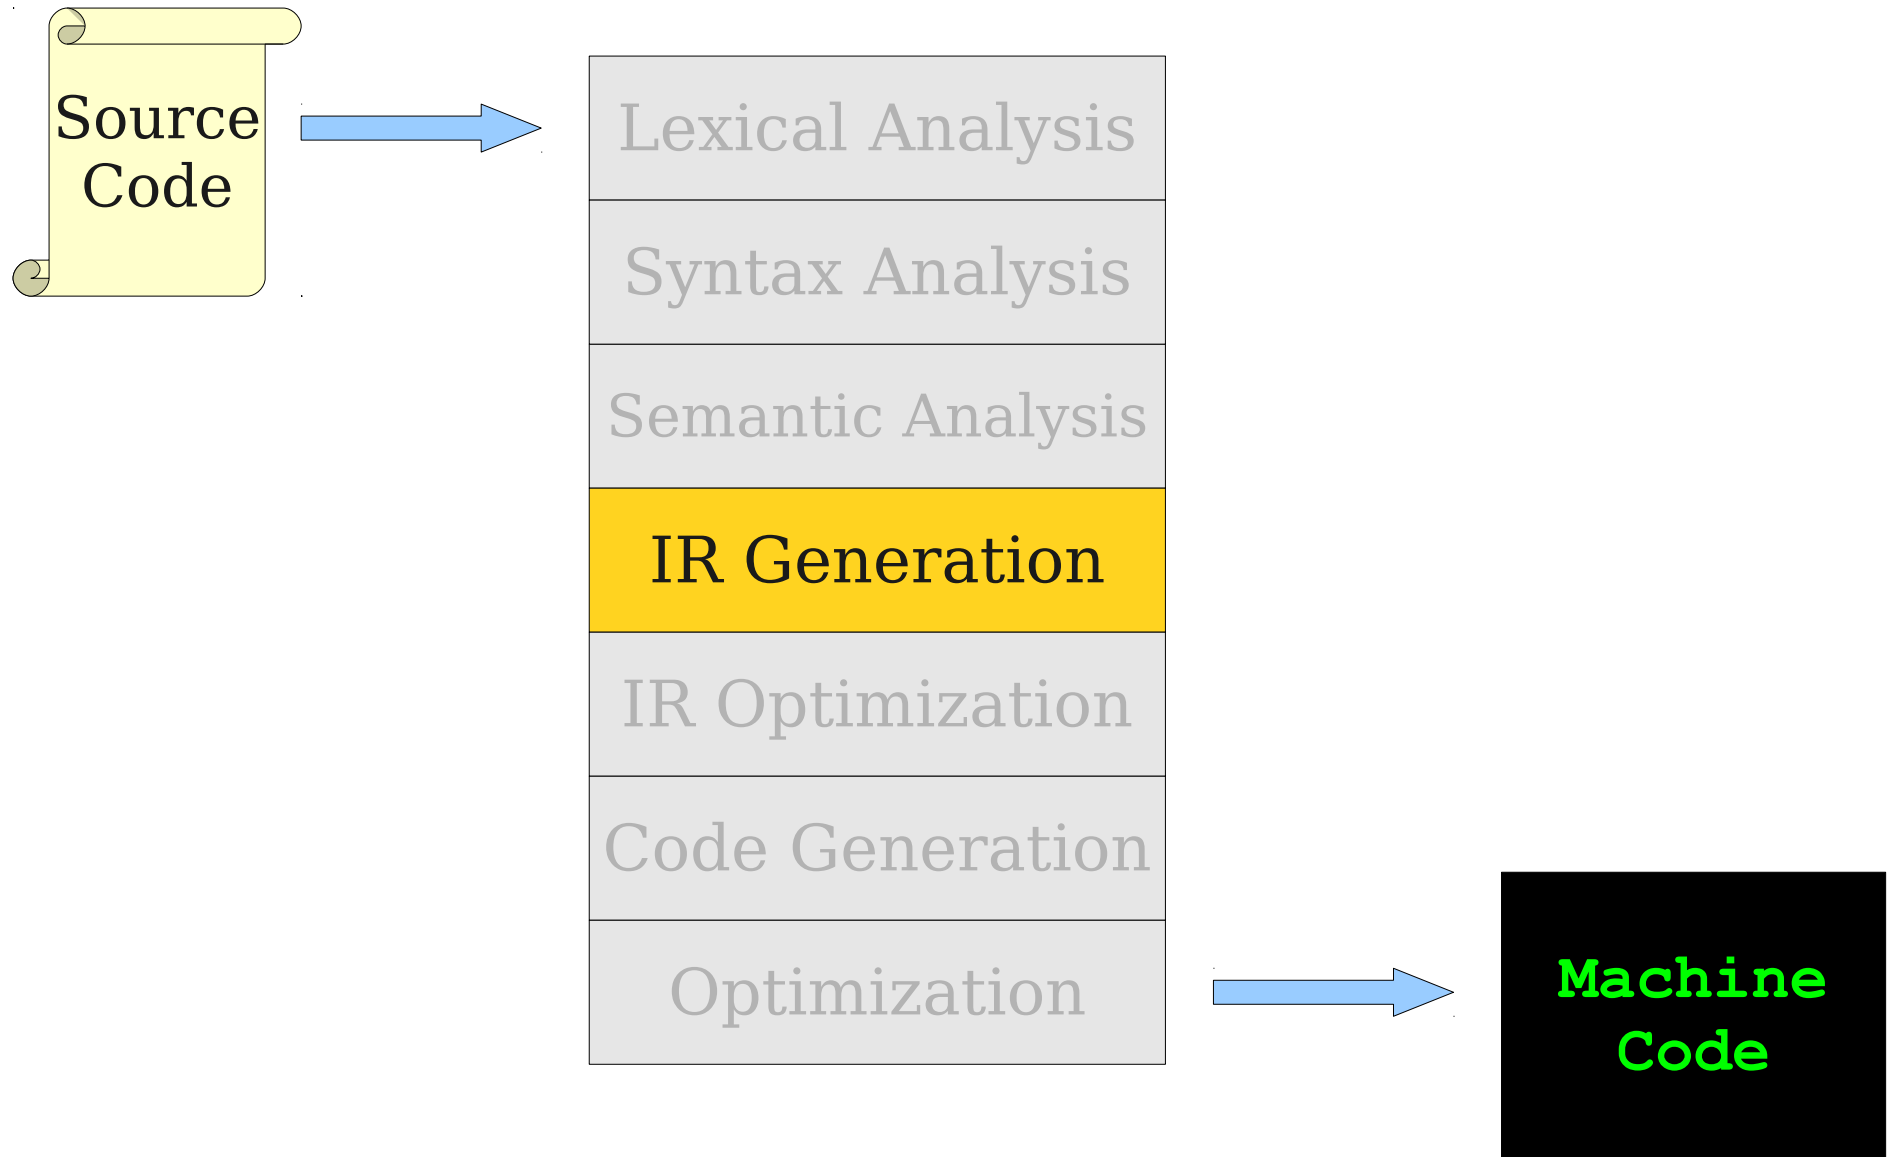 Source
Code
Lexical Analysis
Syntax Analysis
Semantic Analysis
IR Generation
IR Optimization
Code Generation
Optimization
Machine
Code